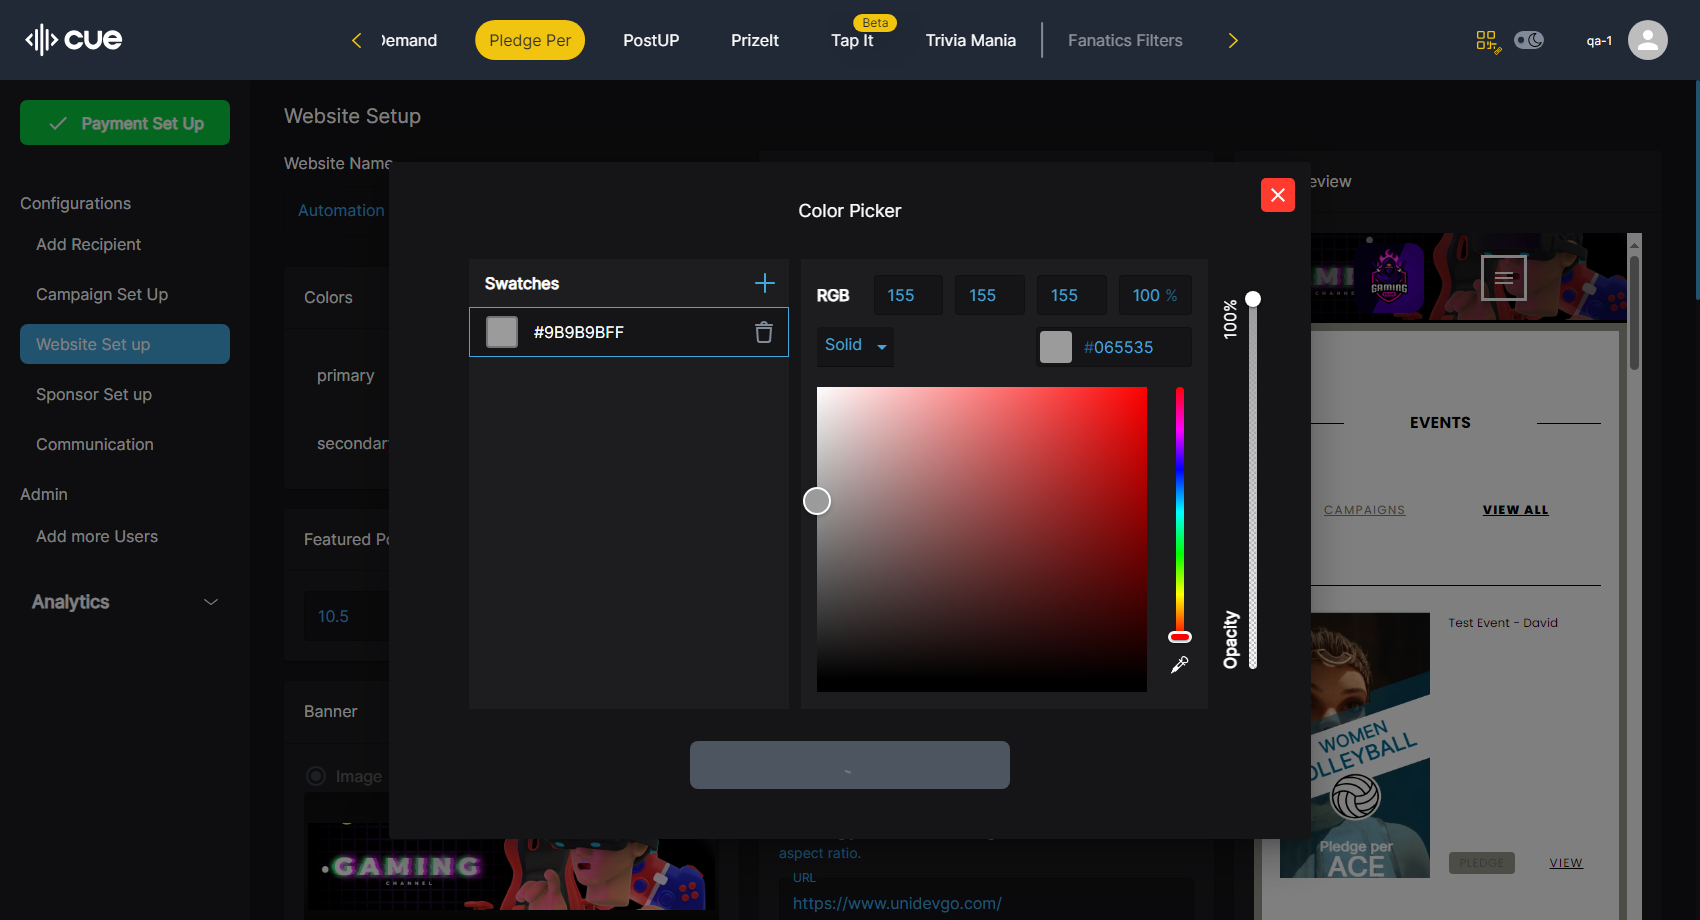 cue
Demand
Pledge Per
PostUP
PrizeIt
Beta
Tap It
Trivia Mania
Fanatics Filters
qa-1
Payment Set Up
Configurations
Add Recipient
Campaign Set Up
Website Set up
Sponsor Set up
Communication
Admin
Add more Users
Analytics
Website Setup
Website Name
Automation
Colors
primary
secondar
Featured Po
10.5
Banner
Image
GAMING
CHANNEL
Color Picker
Swatches
#9B9B9BFF
RGB
155
155
155
100 %
Solid
#065535
100%
Opacity
aspect ratio.
URL
https://www.unidevgo.com/
eview
GAMING
EVENTS
CAMPAIGNS
VIEW ALL
Test Event - David
WOMEN
OLLEYBALL
Pledge per
ACE
PLEDGE
VIEW